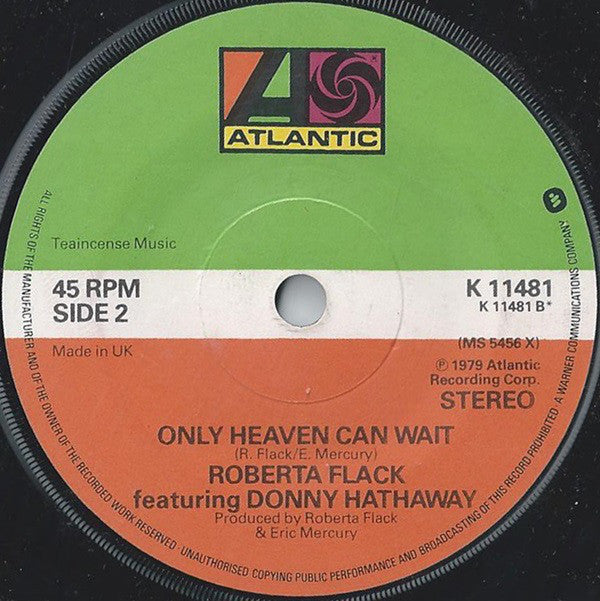 ATLANTIC
Teaincense Music
45 RPM
SIDE 2
K 11481
K 11481 B*
Made in UK
(MS 5456 X)
℗ 1979 Atlantic
Recording Corp.
STEREO
ONLY HEAVEN CAN WAIT
(R. Flack/E. Mercury)
ROBERTA FLACK
featuring DONNY HATHAWAY
Produced by Roberta Flack
& Eric Mercury
ALL RIGHTS OF THE MANUFACTURER AND OF THE OWNER OF THE RECORDED WORK RESERVED · UNAUTHORISED COPYING PUBLIC PERFORMANCE AND BROADCASTING OF THIS RECORD PROHIBITED A WARNER COMMUNICATIONS COMPANY